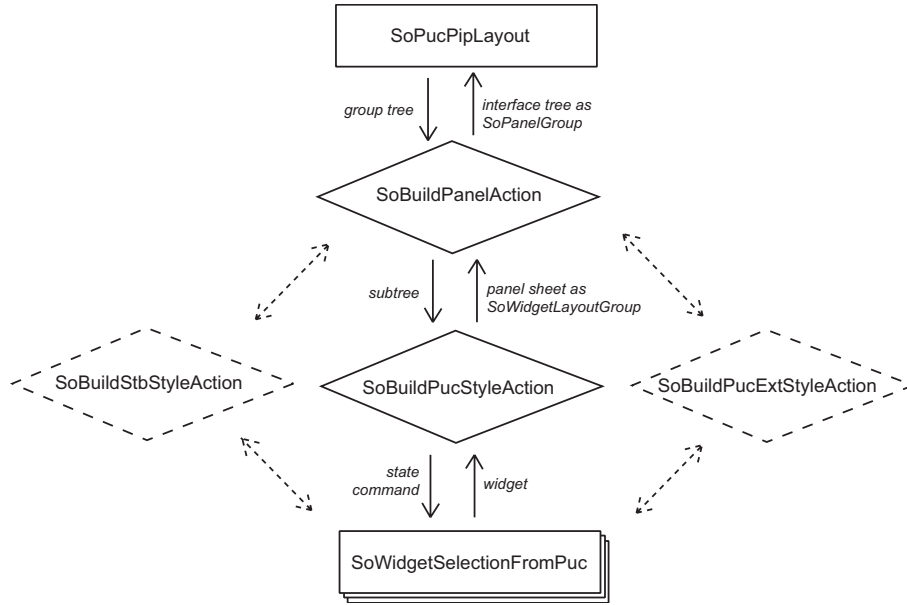 SoPucPipLayout
group tree
interface tree as
SoPanelGroup
SoBuildPanelAction
subtree
panel sheet as
SoWidgetLayoutGroup
SoBuildStbStyleAction
SoBuildPucStyleAction
SoBuildPucExtStyleAction
state
command
widget
SoWidgetSelectionFromPuc